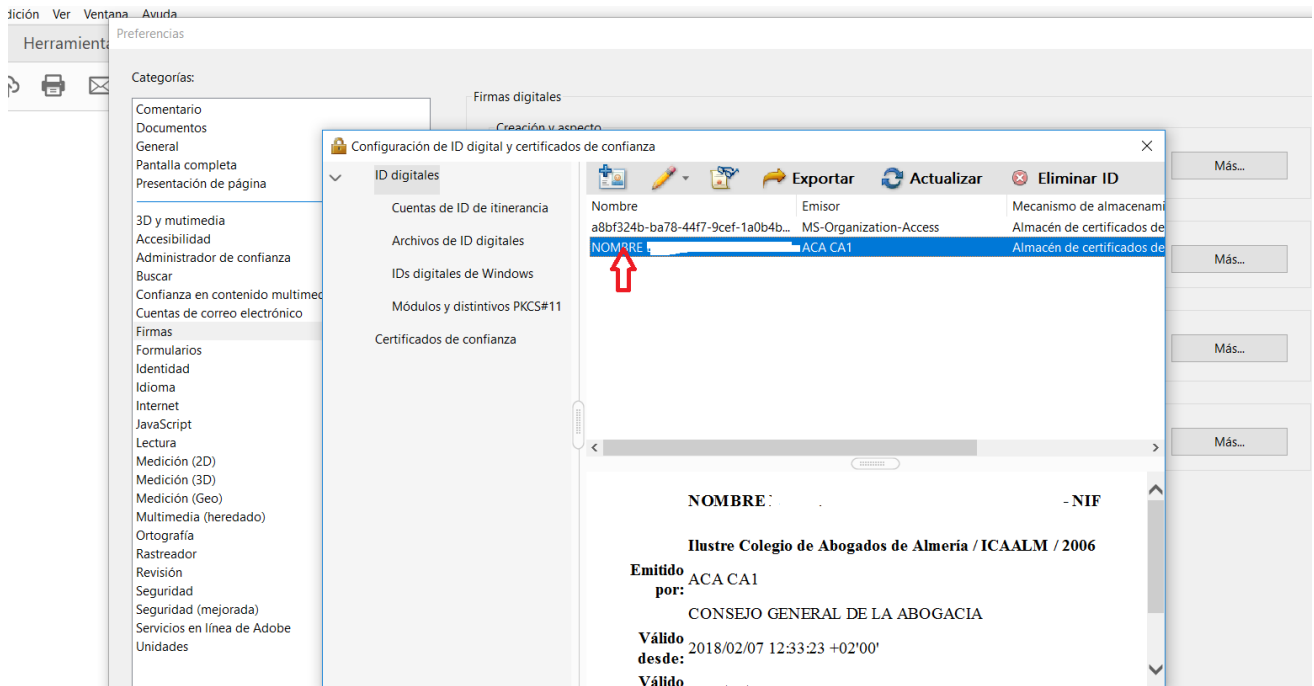 dición Ver Ventana Ayuda
Herramienta
Preferencias
Categorías:
Comentario
Documentos
General
Pantalla completa
Presentación de página
3D y mutimedia
Accesibilidad
Administrador de confianza
Buscar
Confianza en contenido multimed
Cuentas de correo electrónico
Firmas
Formularios
Identidad
Idioma
Internet
JavaScript
Lectura
Medición (2D)
Medición (3D)
Medición (Geo)
Multimedia (heredado)
Ortografía
Rastreador
Revisión
Seguridad
Seguridad (mejorada)
Servicios en línea de Adobe
Unidades
Firmas digitales
Creación y aspecto
Más...
Más...
Más...
Más...
Configuración de ID digital y certificados de confianza
ID digitales
Cuentas de ID de itinerancia
Archivos de ID digitales
IDs digitales de Windows
Módulos y distintivos PKCS#11
Certificados de confianza
Exportar Actualizar Eliminar ID
Nombre Emisor Mecanismo de almacenami
a8bf324b-ba78-44f7-9cef-1a0b4b... MS-Organization-Access Almacén de certificados de
NOMBRE ACA CA1 Almacén de certificados de
NOMBRE - NIF
Ilustre Colegio de Abogados de Almería / ICAALM / 2006
Emitido por: ACA CA1
CONSEJO GENERAL DE LA ABOGACIA
Válido desde: 2018/02/07 12:33:23 +02'00'
Válido